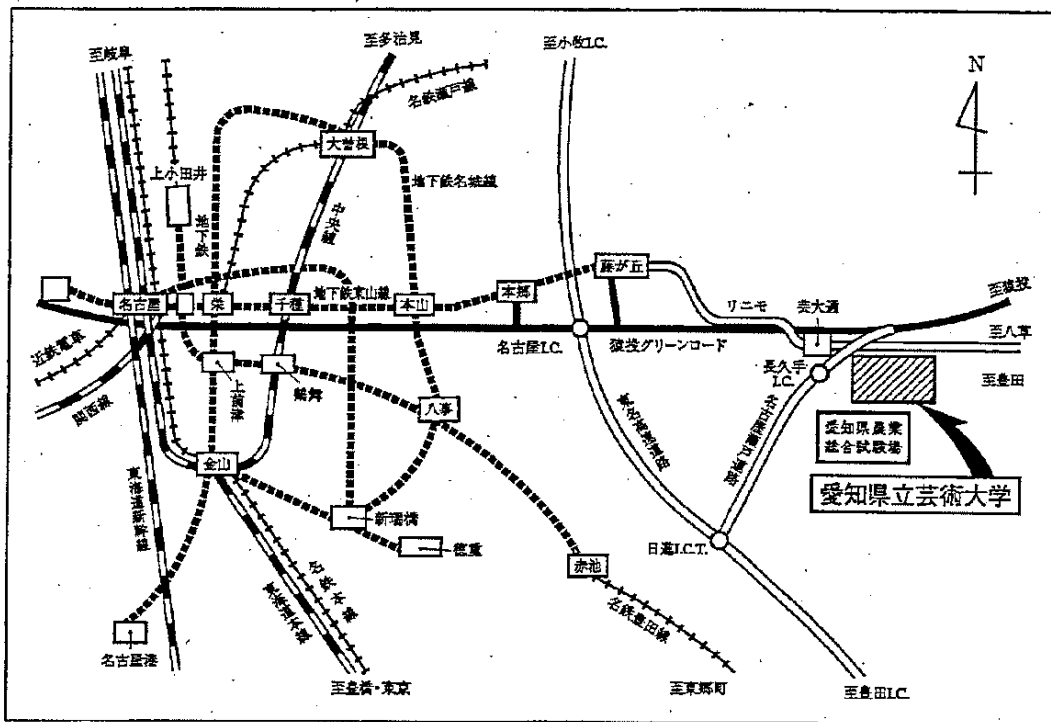 至岐阜
至多治見
至小牧I.C.
N
名鉄瀬戸線
大曽根
上小田井
地下鉄名城線
地下鉄
中央線
藤が丘
名古屋
栄
千種
地下鉄東山線
本山
本郷
リニモ
芸大通
至猿投
近鉄電車
名古屋I.C.
猿投グリーンロード
至八草
関西線
上前津
鶴舞
八事
長久手
I.C.
至豊田
愛知県農業
総合試験場
金山
愛知県立芸術大学
東海道新幹線
新瑞橋
徳重
日進J.C.T.
赤池
名鉄本線
東海道本線
名鉄豊田線
名古屋港
至豊橋・東京
至東郷町
至豊田I.C.